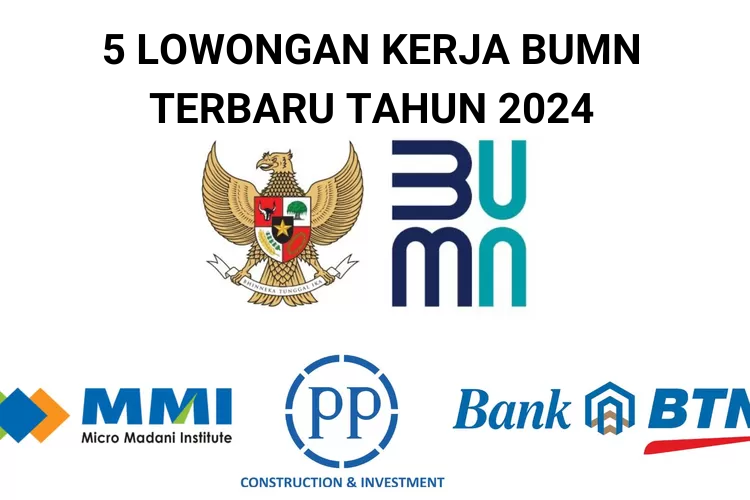 5 LOWONGAN KERJA BUMN
TERBARU TAHUN 2024
BUMN
BHINNEKA TUNGGAL IKA
MMI
Micro Madani Institute
PP
CONSTRUCTION & INVESTMENT
Bank BTN